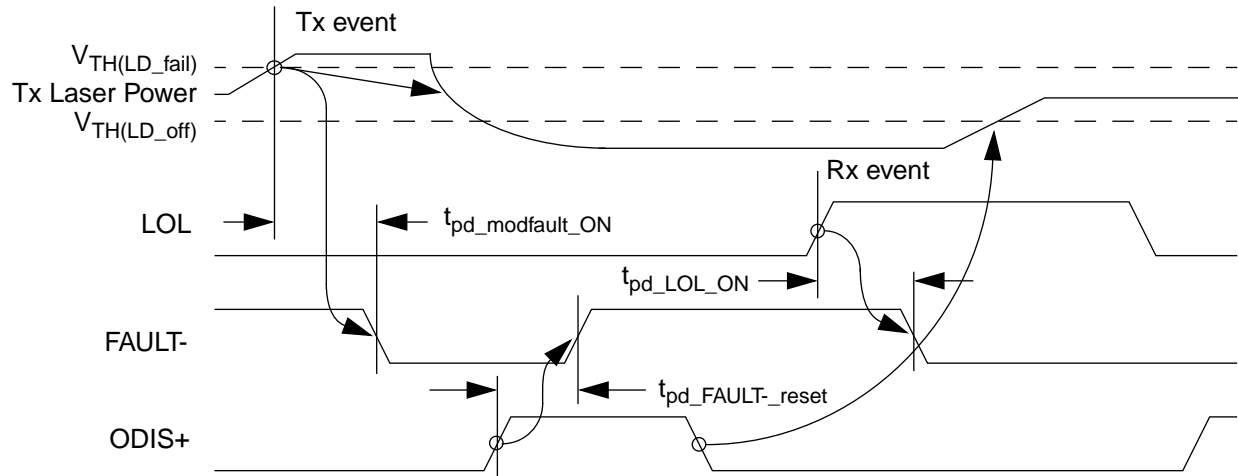 Tx event
VTH(LD_fail)
Tx Laser Power
VTH(LD_off)
Rx event
LOL
tpd_modfault_ON
tpd_LOL_ON
FAULT-
tpd_FAULT-_reset
ODIS+